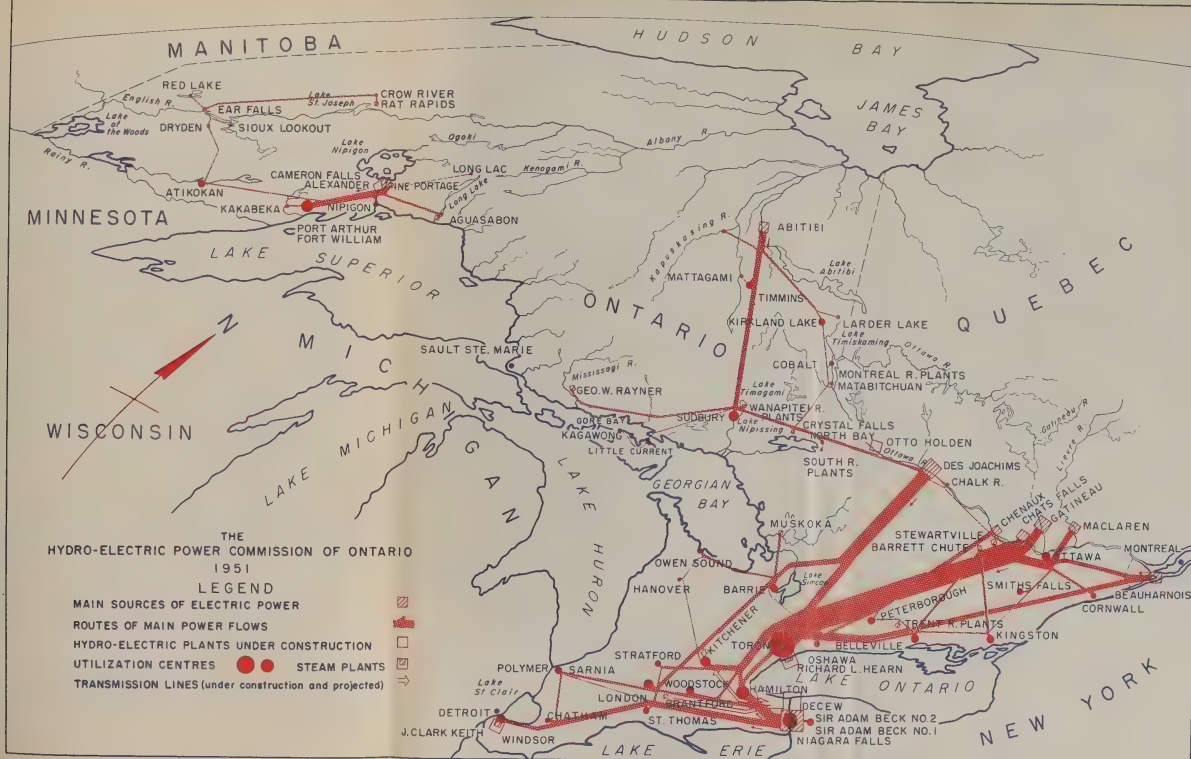 MANITOBA
HUDSON BAY
JAMES BAY
RED LAKE
English R.
Lake St. Joseph
CROW RIVER
RAT RAPIDS
EAR FALLS
Lake of the Woods
DRYDEN
SIOUX LOOKOUT
Rainy R.
Lake Nipigon
Ogoki
Albany R.
CAMERON FALLS
ALEXANDER
PINE PORTAGE
LONG LAC
Kenogami R.
Long Lake
ATIKOKAN
KAKABEKA
NIPIGON
AGUASABON
MINNESOTA
PORT ARTHUR
FORT WILLIAM
LAKE SUPERIOR
Kapuskasing R.
ABITIBI
Lake Abitibi
MATTAGAMI
TIMMINS
ONTARIO
QUEBEC
KIRKLAND LAKE
LARDER LAKE
Lake Timiskaming
Ottawa R.
COBALT
MONTREAL R. PLANTS
MATABITCHUAN
N
MICHIGAN
SAULT STE. MARIE
Mississagi R.
GEO. W. RAYNER
Lake Timagami
WANAPITEI R. PLANTS
SUDBURY
Lake Nipissing
CRYSTAL FALLS
NORTH BAY
GORE BAY
KAGAWONG
LITTLE CURRENT
SOUTH R. PLANTS
OTTO HOLDEN
Ottawa R.
DES JOACHIMS
CHALK R.
Gatineau R.
Lievre R.
WISCONSIN
LAKE MICHIGAN
LAKE HURON
GEORGIAN BAY
MUSKOKA
CHENAUX
CHATS FALLS
GATINEAU
MACLAREN
STEWARTVILLE
BARRETT CHUTE
OTTAWA
MONTREAL
BEAUHARNOIS
CORNWALL
SMITHS FALLS
OWEN SOUND
HANOVER
BARRIE
Lake Simcoe
PETERBOROUGH
TRENT R. PLANTS
KINGSTON
BELLEVILLE
KITCHENER
TORONTO
OSHAWA
RICHARD L. HEARN
LAKE ONTARIO
STRATFORD
POLYMER
SARNIA
WOODSTOCK
HAMILTON
Lake St Clair
LONDON
BRANTFORD
DECEW
DETROIT
CHATHAM
ST. THOMAS
SIR ADAM BECK NO. 2
SIR ADAM BECK NO. 1
J. CLARK KEITH
WINDSOR
NIAGARA FALLS
LAKE ERIE
NEW YORK
THE
HYDRO-ELECTRIC POWER COMMISSION OF ONTARIO
1951
LEGEND
MAIN SOURCES OF ELECTRIC POWER
ROUTES OF MAIN POWER FLOWS
HYDRO-ELECTRIC PLANTS UNDER CONSTRUCTION
UTILIZATION CENTRES
STEAM PLANTS
TRANSMISSION LINES (under construction and projected)